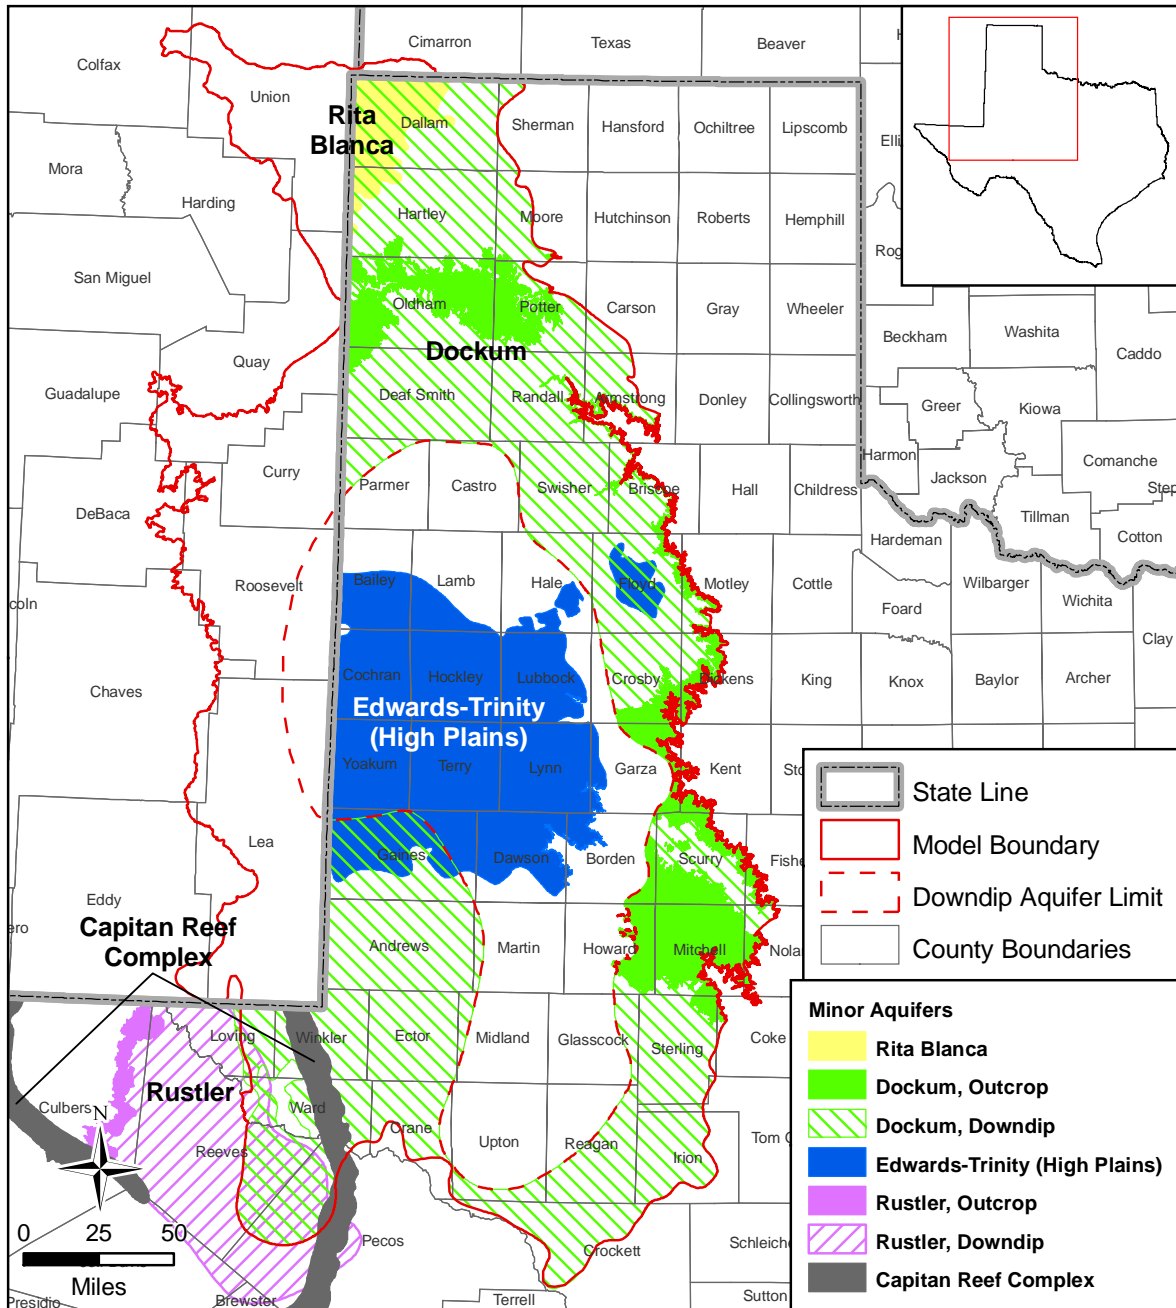 Cimarron
Texas
Beaver
Colfax
Union
Rita
Blanca
Dallam
Sherman
Hansford
Ochiltree
Lipscomb
Mora
Harding
Hartley
Moore
Hutchinson
Roberts
Hemphill
San Miguel
Oldham
Potter
Carson
Gray
Wheeler
Beckham
Washita
Caddo
Quay
Dockum
Guadalupe
Deaf Smith
Randall
Armstrong
Donley
Collingsworth
Greer
Kiowa
Harmon
Comanche
Curry
Parmer
Castro
Swisher
Briscoe
Hall
Childress
Jackson
DeBaca
Tillman
Cotton
Hardeman
Roosevelt
Bailey
Lamb
Hale
Floyd
Motley
Cottle
Wilbarger
Wichita
Foard
Clay
Chaves
Cochran
Hockley
Lubbock
Crosby
Dickens
King
Knox
Baylor
Archer
Edwards-Trinity
(High Plains)
Yoakum
Terry
Lynn
Garza
Kent
Lea
Gaines
Dawson
Borden
Scurry
Eddy
Capitan Reef
Complex
Andrews
Martin
Howard
Mitchell
Loving
Winkler
Ector
Midland
Glasscock
Sterling
Coke
Rustler
Culbers
Ward
Crane
Upton
Reagan
Irion
Reeves
Pecos
Crockett
Terrell
Sutton
Brewster
Presidio
State Line
Model Boundary
Downdip Aquifer Limit
County Boundaries
Minor Aquifers
Rita Blanca
Dockum, Outcrop
Dockum, Downdip
Edwards-Trinity (High Plains)
Rustler, Outcrop
Rustler, Downdip
Capitan Reef Complex
N
0 25 50
Miles